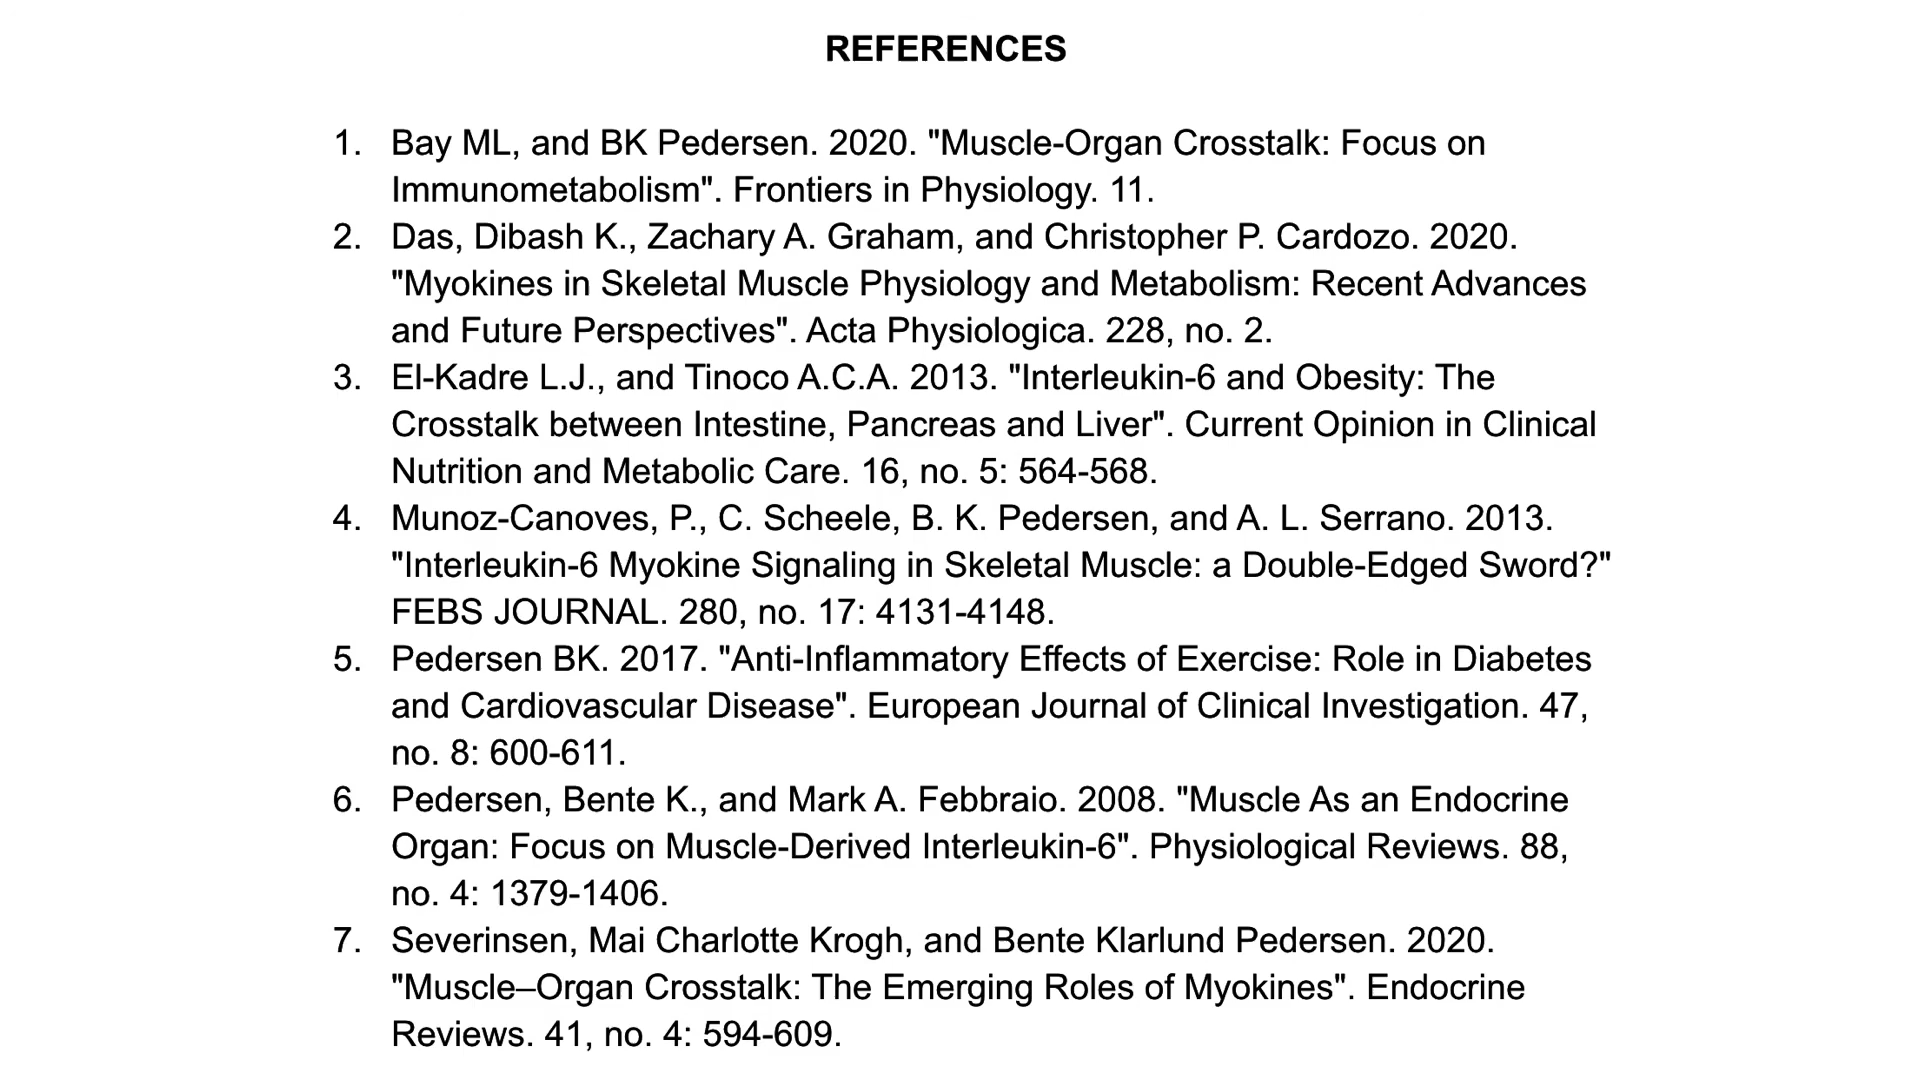 REFERENCES
1. Bay ML, and BK Pedersen. 2020. "Muscle-Organ Crosstalk: Focus on
Immunometabolism". Frontiers in Physiology. 11.
2. Das, Dibash K., Zachary A. Graham, and Christopher P. Cardozo. 2020.
"Myokines in Skeletal Muscle Physiology and Metabolism: Recent Advances
and Future Perspectives". Acta Physiologica. 228, no. 2.
3. El-Kadre L.J., and Tinoco A.C.A. 2013. "Interleukin-6 and Obesity: The
Crosstalk between Intestine, Pancreas and Liver". Current Opinion in Clinical
Nutrition and Metabolic Care. 16, no. 5: 564-568.
4. Munoz-Canoves, P., C. Scheele, B. K. Pedersen, and A. L. Serrano. 2013.
"Interleukin-6 Myokine Signaling in Skeletal Muscle: a Double-Edged Sword?"
FEBS JOURNAL. 280, no. 17: 4131-4148.
5. Pedersen BK. 2017. "Anti-Inflammatory Effects of Exercise: Role in Diabetes
and Cardiovascular Disease". European Journal of Clinical Investigation. 47,
no. 8: 600-611.
6. Pedersen, Bente K., and Mark A. Febbraio. 2008. "Muscle As an Endocrine
Organ: Focus on Muscle-Derived Interleukin-6". Physiological Reviews. 88,
no. 4: 1379-1406.
7. Severinsen, Mai Charlotte Krogh, and Bente Klarlund Pedersen. 2020.
"Muscle–Organ Crosstalk: The Emerging Roles of Myokines". Endocrine
Reviews. 41, no. 4: 594-609.